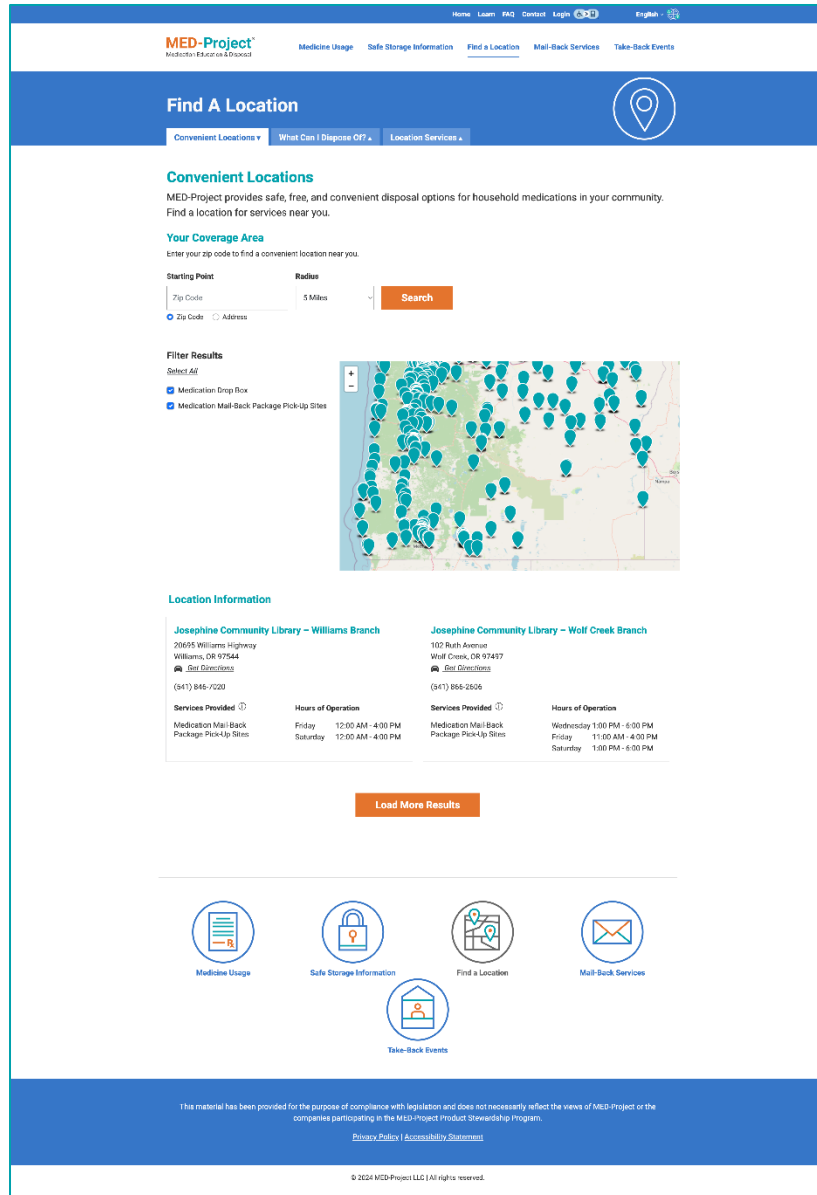 Home Learn FAQ Contact Login English
MED-Project
Medication Education & Disposal
Medicine Usage Safe Storage Information Find a Location Mail-Back Services Take-Back Events
Find A Location
Convenient Locations ▾ What Can I Dispose Of? ▴ Location Services ▴
Convenient Locations
MED-Project provides safe, free, and convenient disposal options for household medications in your community.
Find a location for services near you.
Your Coverage Area
Enter your zip code to find a convenient location near you.
Starting Point Radius
Zip Code 5 Miles Search
Zip Code Address
Filter Results
Select All
Medication Drop Box
Medication Mail-Back Package Pick-Up Sites
+
−
Location Information
Josephine Community Library – Williams Branch
20695 Williams Highway
Williams, OR 97544
Get Directions
(541) 846-7020
Services Provided ⓘ Hours of Operation
Medication Mail-Back
Package Pick-Up Sites
Friday 12:00 AM - 4:00 PM
Saturday 12:00 AM - 4:00 PM
Josephine Community Library – Wolf Creek Branch
102 Ruth Avenue
Wolf Creek, OR 97497
Get Directions
(541) 866-2606
Services Provided ⓘ Hours of Operation
Medication Mail-Back
Package Pick-Up Sites
Wednesday 1:00 PM - 6:00 PM
Friday 11:00 AM - 4:00 PM
Saturday 1:00 PM - 6:00 PM
Load More Results
Medicine Usage Safe Storage Information Find a Location Mail-Back Services
Take-Back Events
This material has been provided for the purpose of compliance with legislation and does not necessarily reflect the views of MED-Project or the
companies participating in the MED-Project Product Stewardship Program.
Privacy Policy | Accessibility Statement
© 2024 MED-Project LLC | All rights reserved.